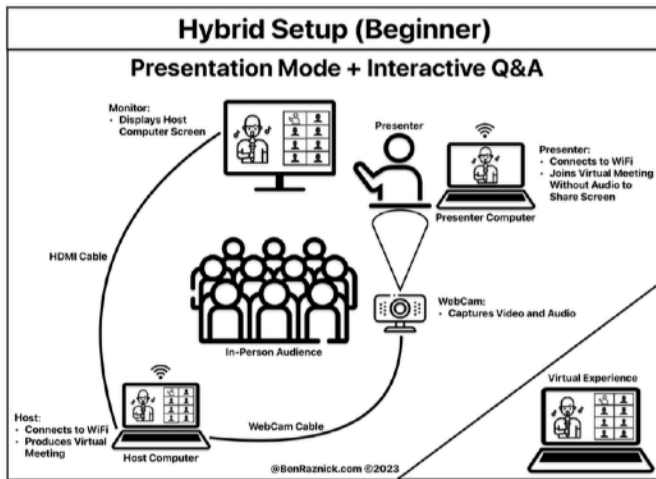 Hybrid Setup (Beginner)
Presentation Mode + Interactive Q&A
Monitor:
• Displays Host
Computer Screen
Presenter
Presenter:
• Connects to WiFi
• Joins Virtual Meeting
Without Audio to
Share Screen
Presenter Computer
HDMI Cable
WebCam:
• Captures Video and Audio
In-Person Audience
Virtual Experience
Host:
• Connects to WiFi
• Produces Virtual
Meeting
WebCam Cable
Host Computer
@BenRaznick.com ©2023